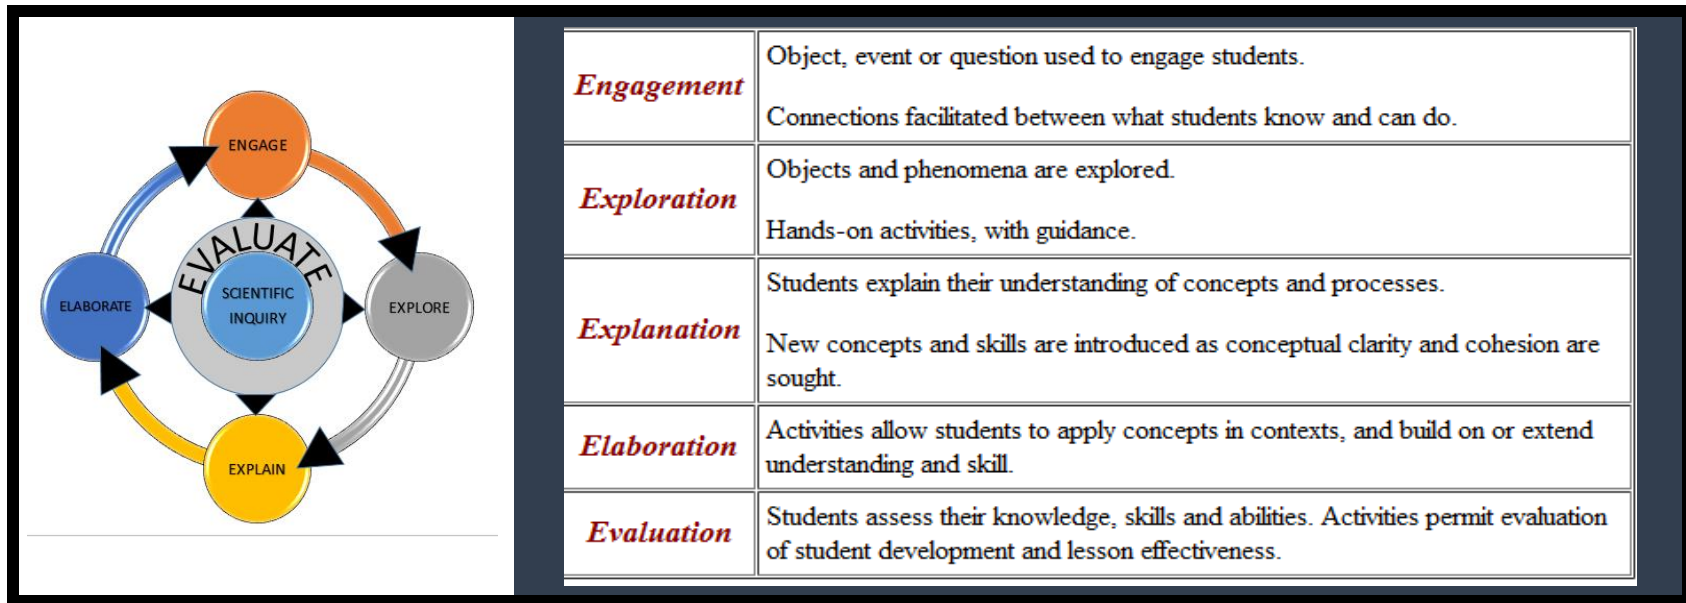 ENGAGE
EVALUATE
SCIENTIFIC
INQUIRY
ELABORATE
EXPLORE
EXPLAIN
Engagement
Object, event or question used to engage students.
Connections facilitated between what students know and can do.
Exploration
Objects and phenomena are explored.
Hands-on activities, with guidance.
Explanation
Students explain their understanding of concepts and processes.
New concepts and skills are introduced as conceptual clarity and cohesion are
sought.
Elaboration
Activities allow students to apply concepts in contexts, and build on or extend
understanding and skill.
Evaluation
Students assess their knowledge, skills and abilities. Activities permit evaluation
of student development and lesson effectiveness.